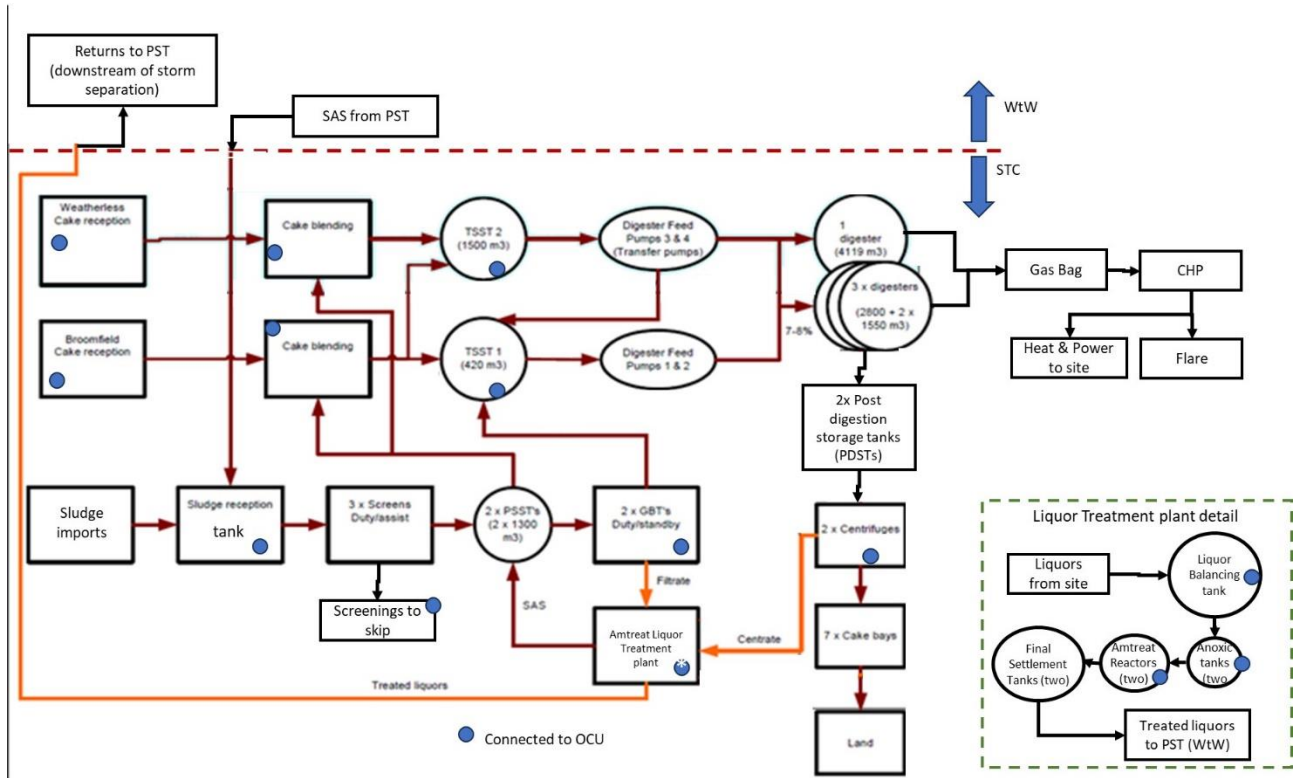 Returns to PST
(downstream of storm
separation)
SAS from PST
WtW
STC
Weatherless
Cake reception
Cake blending
TSST 2
(1500 m3)
Digester Feed
Pumps 3 & 4
(Transfer pumps)
1
digester
(4119 m3)
Gas Bag
CHP
3 x digesters
(2800 + 2 x
1550 m3)
7-8%
Heat & Power
to site
Flare
Broomfield
Cake reception
Cake blending
TSST 1
(420 m3)
Digester Feed
Pumps 1 & 2
2x Post
digestion
storage tanks
(PDSTs)
Sludge
imports
Sludge reception
tank
3 x Screens
Duty/assist
2 x PSST's
(2 x 1300
m3)
2 x GBT's
Duty/standby
2 x Centrifuges
Screenings to
skip
SAS
Filtrate
Amtreat Liquor
Treatment
plant
*
Centrate
7 x Cake bays
Treated liquors
Land
Connected to OCU
Liquor Treatment plant detail
Liquors
from site
Liquor
Balancing
tank
Final
Settlement
Tanks (two)
Amtreat
Reactors
(two)
Anoxic
tanks
(two
Treated liquors
to PST (WtW)